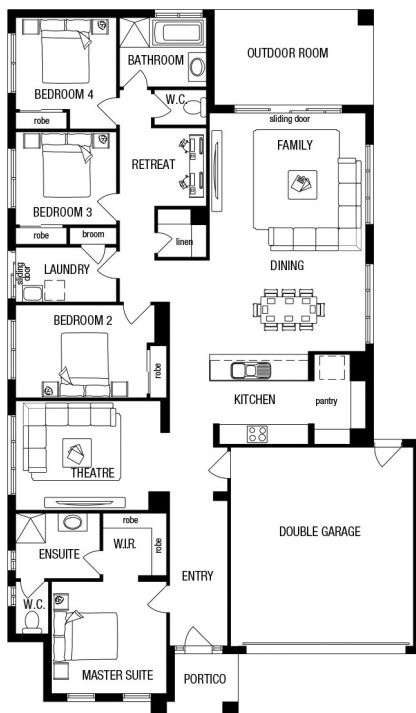 OUTDOOR ROOM
BATHROOM
BEDROOM 4
W.C.
robe
sliding door
FAMILY
RETREAT
BEDROOM 3
robe
broom
linen
LAUNDRY
sliding
door
DINING
BEDROOM 2
robe
KITCHEN
pantry
THEATRE
robe
W.I.R.
robe
ENSUITE
DOUBLE GARAGE
ENTRY
W.C.
MASTER SUITE
PORTICO